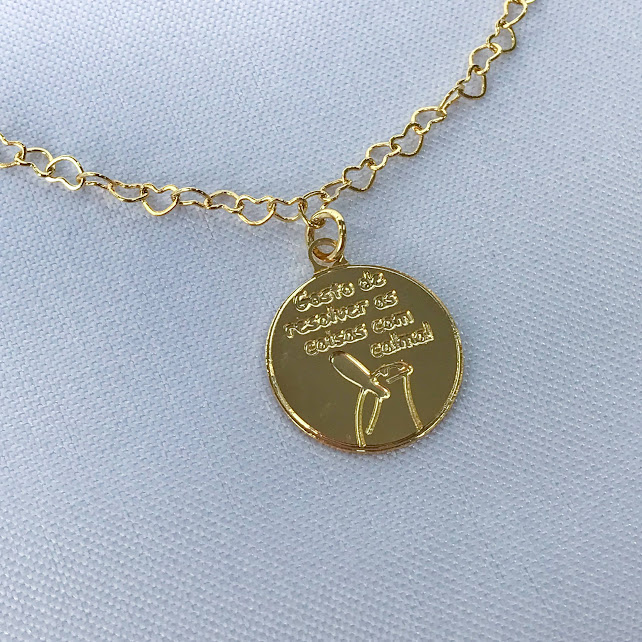 Gosto de
resolver as
coisas com
calma!